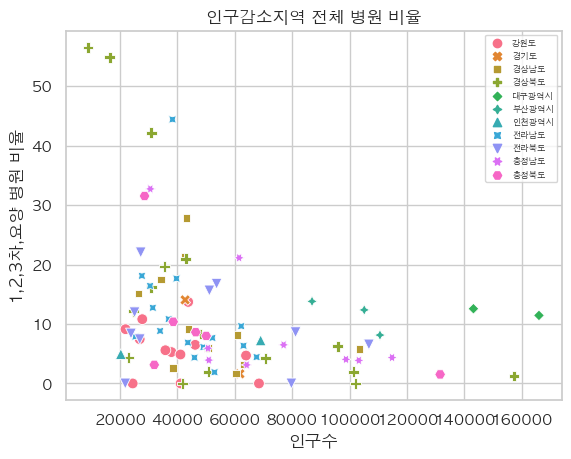 인구감소지역 전체 병원 비율
1,2,3차,요양 병원 비율
50
40
30
20
10
0
20000 40000 60000 80000 100000 120000 140000 160000
인구수
강원도
경기도
경상남도
경상북도
대구광역시
부산광역시
인천광역시
전라남도
전라북도
충청남도
충청북도